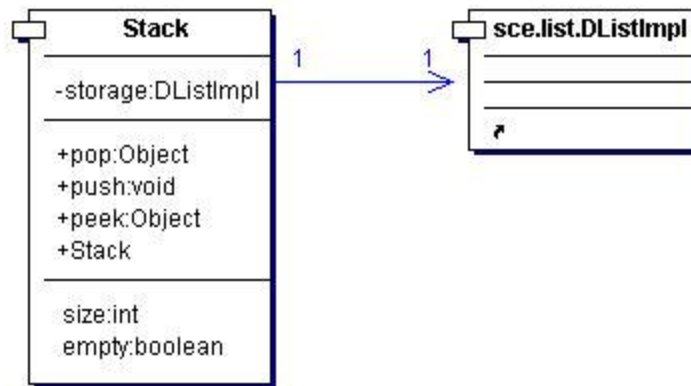 Stack
-storage:DListImpl
+pop:Object
+push:void
+peek:Object
+Stack
size:int
empty:boolean
1
1
sce.list.DListImpl